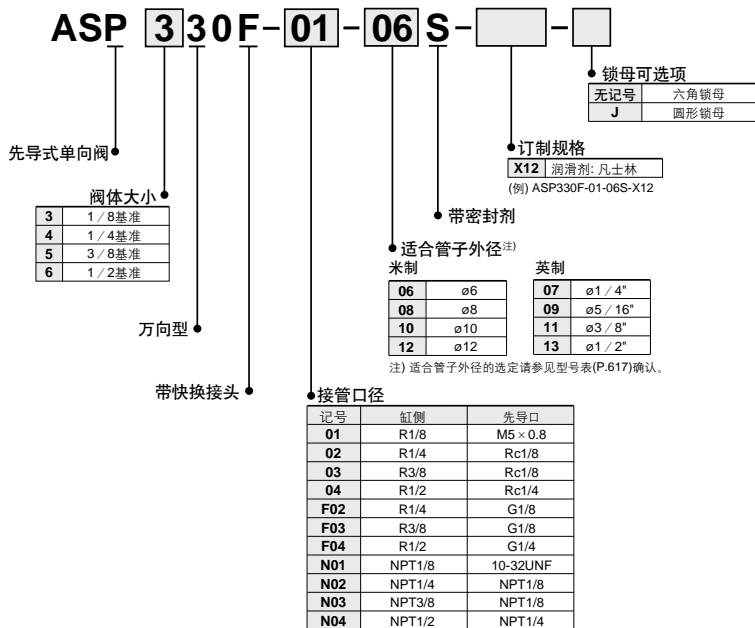 ASP 3 3 0 F - 01 - 06 S - -
锁母可选项
无记号 六角锁母
J 圆形锁母
订制规格
X12 润滑剂: 凡士林
(例) ASP330F-01-06S-X12
先导式单向阀
阀体大小
3 1/8基准
4 1/4基准
5 3/8基准
6 1/2基准
带密封剂
适合管子外径注)
米制
06 ø6
08 ø8
10 ø10
12 ø12
英制
07 ø1/4"
09 ø5/16"
11 ø3/8"
13 ø1/2"
注) 适合管子外径的选定请参见型号表(P.617)确认。
万向型
带快换接头
接管口径
记号 缸侧 先导口
01 R1/8 M5×0.8
02 R1/4 Rc1/8
03 R3/8 Rc1/8
04 R1/2 Rc1/4
F02 R1/4 G1/8
F03 R3/8 G1/8
F04 R1/2 G1/4
N01 NPT1/8 10-32UNF
N02 NPT1/4 NPT1/8
N03 NPT3/8 NPT1/8
N04 NPT1/2 NPT1/4